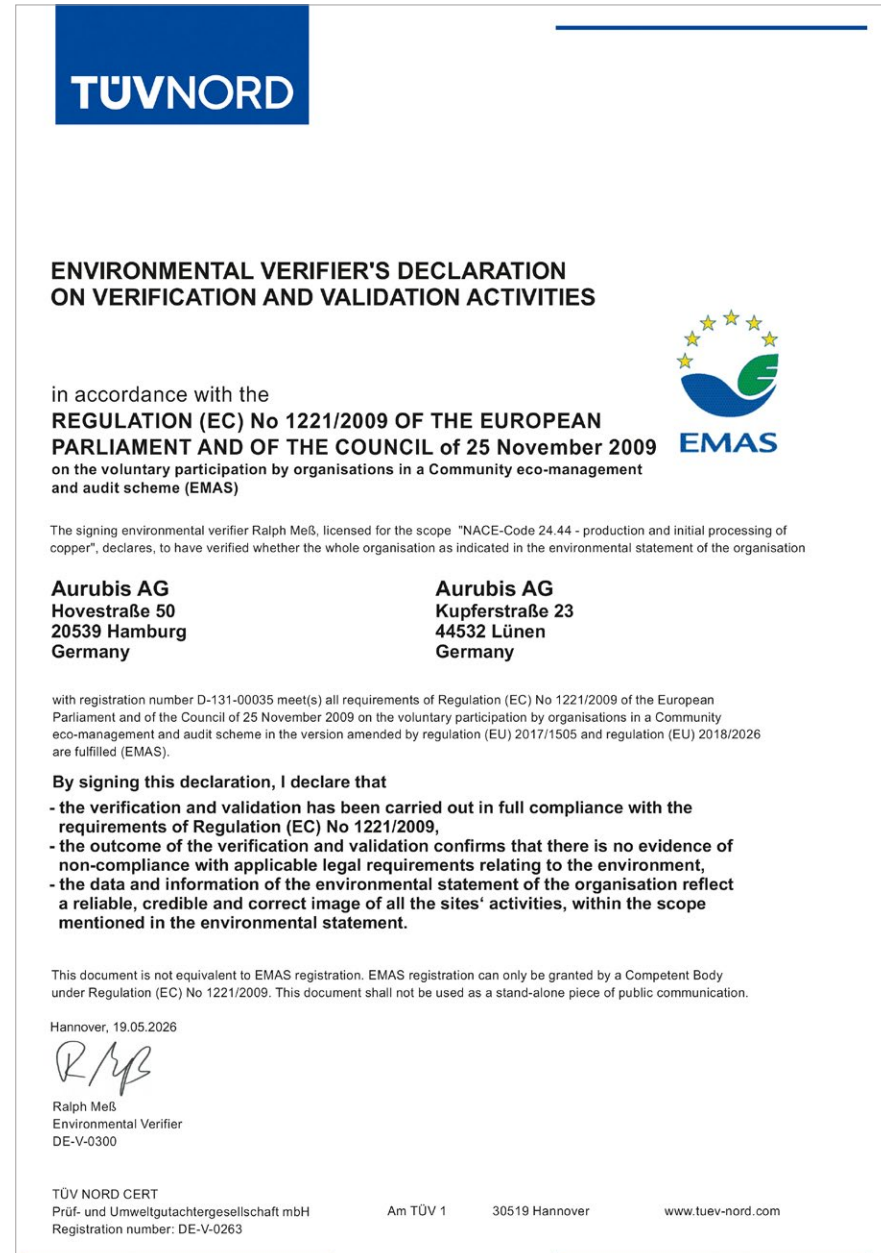 TÜVNORD
ENVIRONMENTAL VERIFIER'S DECLARATION
ON VERIFICATION AND VALIDATION ACTIVITIES
in accordance with the
REGULATION (EC) No 1221/2009 OF THE EUROPEAN
PARLIAMENT AND OF THE COUNCIL of 25 November 2009
on the voluntary participation by organisations in a Community eco-management
and audit scheme (EMAS)
EMAS
The signing environmental verifier Ralph Meß, licensed for the scope "NACE-Code 24.44 - production and initial processing of
copper", declares, to have verified whether the whole organisation as indicated in the environmental statement of the organisation
Aurubis AG
Hovestraße 50
20539 Hamburg
Germany
Aurubis AG
Kupferstraße 23
44532 Lünen
Germany
with registration number D-131-00035 meet(s) all requirements of Regulation (EC) No 1221/2009 of the European
Parliament and of the Council of 25 November 2009 on the voluntary participation by organisations in a Community
eco-management and audit scheme in the version amended by regulation (EU) 2017/1505 and regulation (EU) 2018/2026
are fulfilled (EMAS).
By signing this declaration, I declare that
- the verification and validation has been carried out in full compliance with the
requirements of Regulation (EC) No 1221/2009,
- the outcome of the verification and validation confirms that there is no evidence of
non-compliance with applicable legal requirements relating to the environment,
- the data and information of the environmental statement of the organisation reflect
a reliable, credible and correct image of all the sites‘ activities, within the scope
mentioned in the environmental statement.
This document is not equivalent to EMAS registration. EMAS registration can only be granted by a Competent Body
under Regulation (EC) No 1221/2009. This document shall not be used as a stand-alone piece of public communication.
Hannover, 19.05.2026
R Meß
Ralph Meß
Environmental Verifier
DE-V-0300
TÜV NORD CERT
Prüf- und Umweltgutachtergesellschaft mbH
Registration number: DE-V-0263
Am TÜV 1
30519 Hannover
www.tuev-nord.com